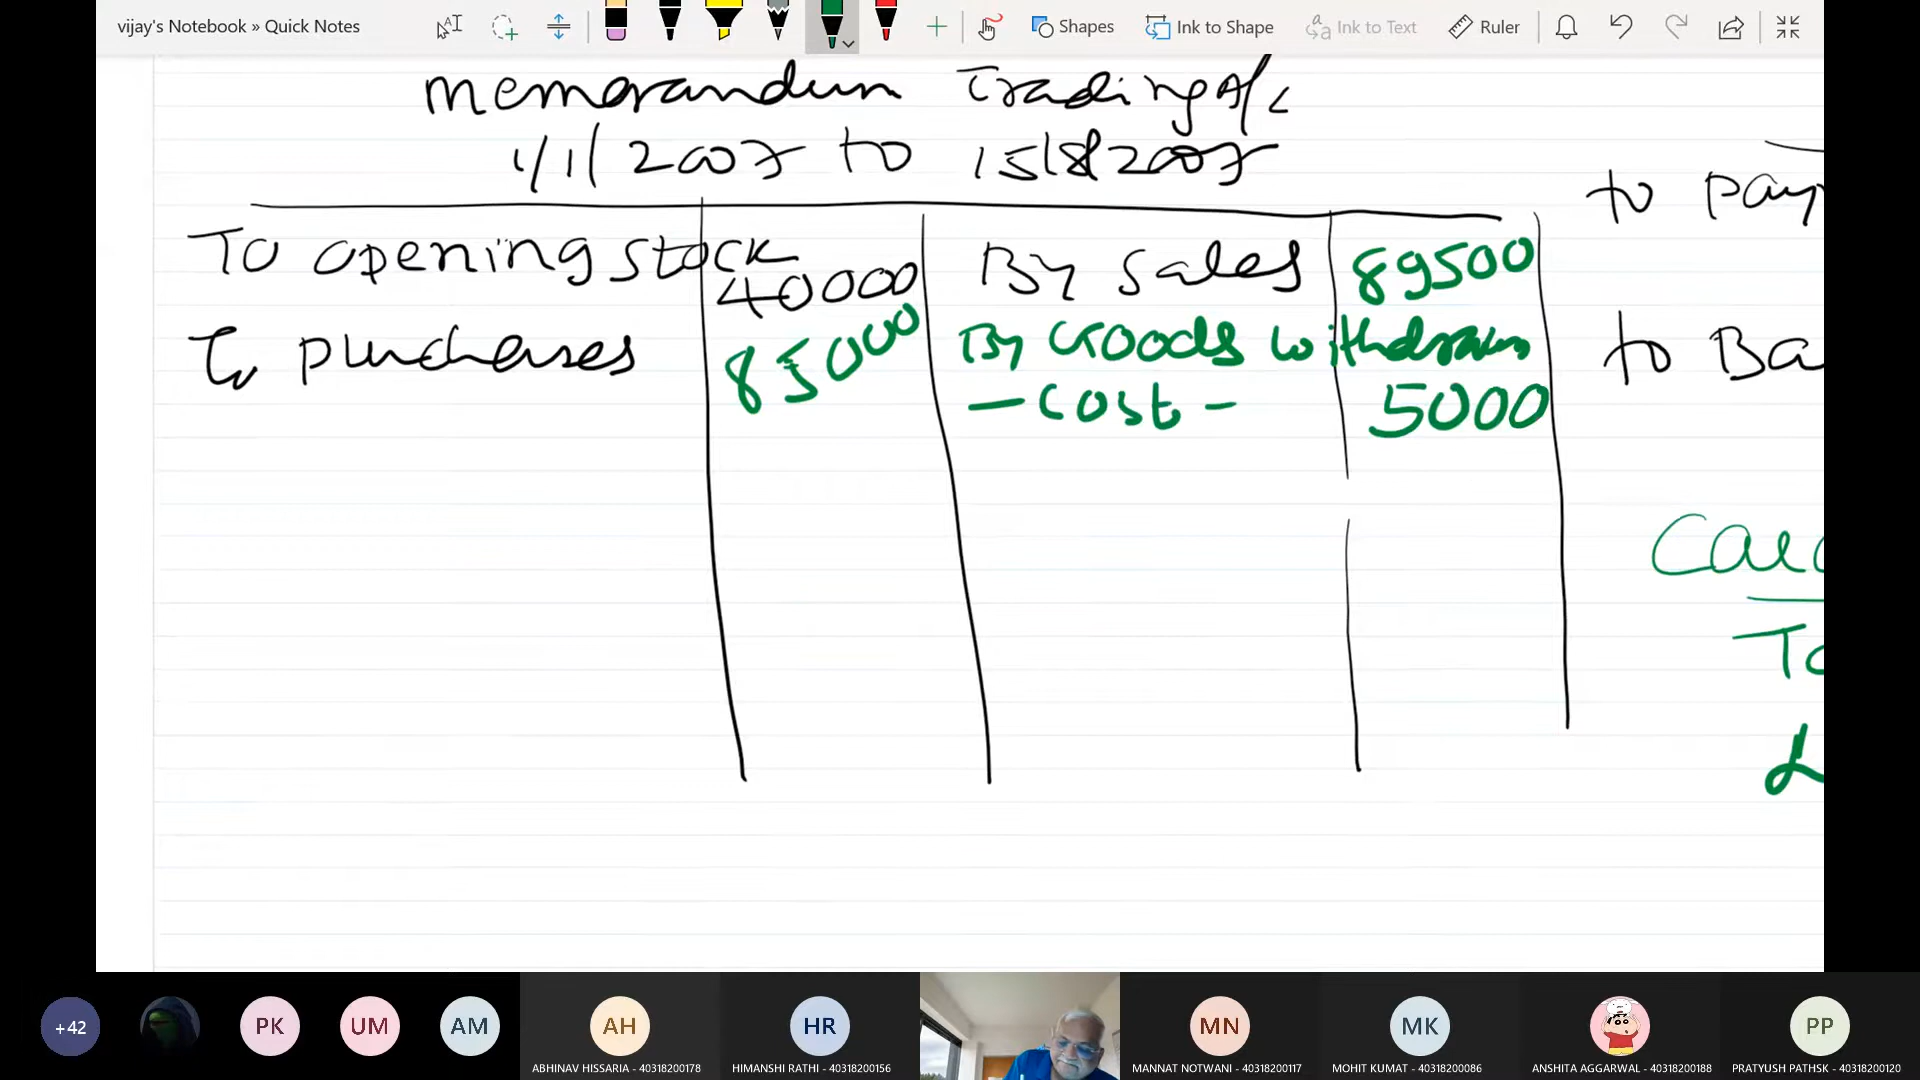 vijay's Notebook » Quick Notes
Shapes
Ink to Shape
Ink to Text
Ruler
Memorandum Trading A/c
1/1/2007 to 15/8/2007
To opening stock 40000 By Sales 89500
To purchases 85000 By Goods withdrawn
- Cost - 5000
to pay
to Ba
Calc
To
+42
PK
UM
AM
AH
HR
MN
MK
PP
ABHINAV HISSARIA - 40318200178
HIMANSHI RATHI - 40318200156
MANNAT NOTWANI - 40318200117
MOHIT KUMAT - 40318200086
ANSHITA AGGARWAL - 40318200188
PRATYUSH PATHSK - 40318200120